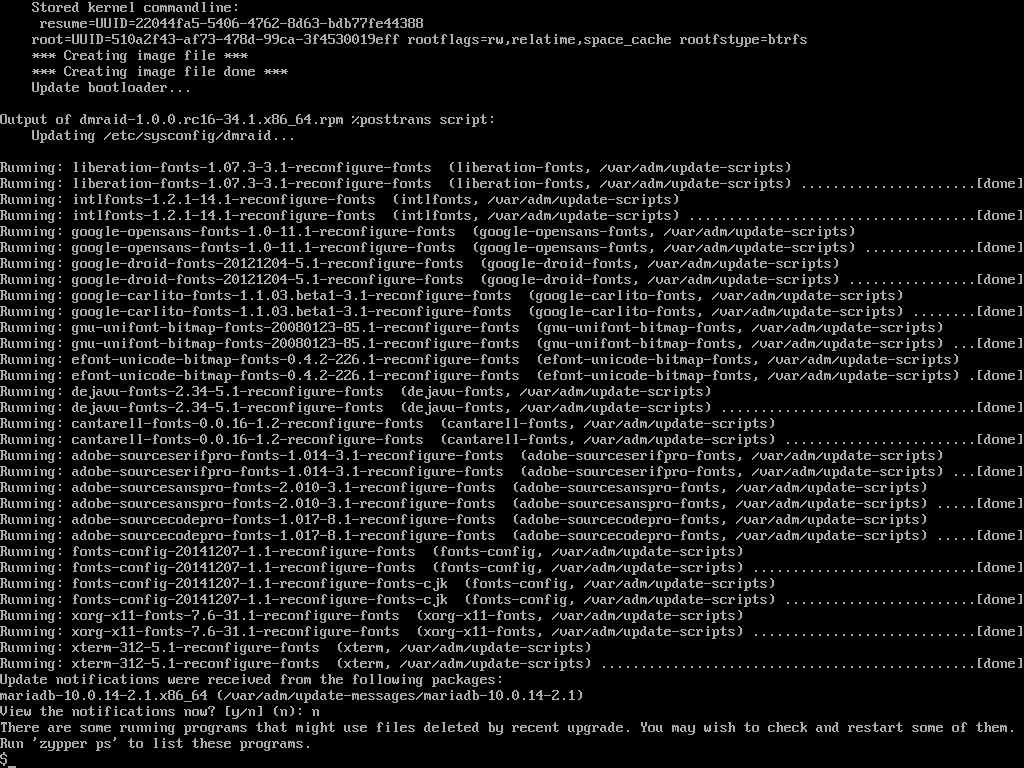 Stored kernel commandline:
resume=UUID=22044fa5-5406-4762-8d63-bdb77fe44388
root=UUID=510a2f43-af73-478d-99ca-3f4530019eff rootflags=rw,relatime,space_cache rootfstype=btrfs
*** Creating image file ***
*** Creating image file done ***
Update bootloader...
Output of dmraid-1.0.0.rc16-34.1.x86_64.rpm %posttrans script:
Updating /etc/sysconfig/dmraid...
Running: liberation-fonts-1.07.3-3.1-reconfigure-fonts  (liberation-fonts, /var/adm/update-scripts)
Running: liberation-fonts-1.07.3-3.1-reconfigure-fonts  (liberation-fonts, /var/adm/update-scripts) ......................[done]
Running: intlfonts-1.2.1-14.1-reconfigure-fonts  (intlfonts, /var/adm/update-scripts)
Running: intlfonts-1.2.1-14.1-reconfigure-fonts  (intlfonts, /var/adm/update-scripts) ....................................[done]
Running: google-opensans-fonts-1.0-11.1-reconfigure-fonts  (google-opensans-fonts, /var/adm/update-scripts)
Running: google-opensans-fonts-1.0-11.1-reconfigure-fonts  (google-opensans-fonts, /var/adm/update-scripts) ..............[done]
Running: google-droid-fonts-20121204-5.1-reconfigure-fonts  (google-droid-fonts, /var/adm/update-scripts)
Running: google-droid-fonts-20121204-5.1-reconfigure-fonts  (google-droid-fonts, /var/adm/update-scripts) ................[done]
Running: google-carlito-fonts-1.1.03.beta1-3.1-reconfigure-fonts  (google-carlito-fonts, /var/adm/update-scripts)
Running: google-carlito-fonts-1.1.03.beta1-3.1-reconfigure-fonts  (google-carlito-fonts, /var/adm/update-scripts) ........[done]
Running: gnu-unifont-bitmap-fonts-20080123-85.1-reconfigure-fonts  (gnu-unifont-bitmap-fonts, /var/adm/update-scripts)
Running: gnu-unifont-bitmap-fonts-20080123-85.1-reconfigure-fonts  (gnu-unifont-bitmap-fonts, /var/adm/update-scripts) ...[done]
Running: efont-unicode-bitmap-fonts-0.4.2-226.1-reconfigure-fonts  (efont-unicode-bitmap-fonts, /var/adm/update-scripts)
Running: efont-unicode-bitmap-fonts-0.4.2-226.1-reconfigure-fonts  (efont-unicode-bitmap-fonts, /var/adm/update-scripts) .[done]
Running: dejavu-fonts-2.34-5.1-reconfigure-fonts  (dejavu-fonts, /var/adm/update-scripts)
Running: dejavu-fonts-2.34-5.1-reconfigure-fonts  (dejavu-fonts, /var/adm/update-scripts) ................................[done]
Running: cantarell-fonts-0.0.16-1.2-reconfigure-fonts  (cantarell-fonts, /var/adm/update-scripts)
Running: cantarell-fonts-0.0.16-1.2-reconfigure-fonts  (cantarell-fonts, /var/adm/update-scripts) ........................[done]
Running: adobe-sourceserifpro-fonts-1.014-3.1-reconfigure-fonts  (adobe-sourceserifpro-fonts, /var/adm/update-scripts)
Running: adobe-sourceserifpro-fonts-1.014-3.1-reconfigure-fonts  (adobe-sourceserifpro-fonts, /var/adm/update-scripts) ...[done]
Running: adobe-sourcesanspro-fonts-2.010-3.1-reconfigure-fonts  (adobe-sourcesanspro-fonts, /var/adm/update-scripts)
Running: adobe-sourcesanspro-fonts-2.010-3.1-reconfigure-fonts  (adobe-sourcesanspro-fonts, /var/adm/update-scripts) .....[done]
Running: adobe-sourcecodepro-fonts-1.017-8.1-reconfigure-fonts  (adobe-sourcecodepro-fonts, /var/adm/update-scripts)
Running: adobe-sourcecodepro-fonts-1.017-8.1-reconfigure-fonts  (adobe-sourcecodepro-fonts, /var/adm/update-scripts) .....[done]
Running: fonts-config-20141207-1.1-reconfigure-fonts  (fonts-config, /var/adm/update-scripts)
Running: fonts-config-20141207-1.1-reconfigure-fonts  (fonts-config, /var/adm/update-scripts) ............................[done]
Running: fonts-config-20141207-1.1-reconfigure-fonts-cjk  (fonts-config, /var/adm/update-scripts)
Running: fonts-config-20141207-1.1-reconfigure-fonts-cjk  (fonts-config, /var/adm/update-scripts) ........................[done]
Running: xorg-x11-fonts-7.6-31.1-reconfigure-fonts  (xorg-x11-fonts, /var/adm/update-scripts)
Running: xorg-x11-fonts-7.6-31.1-reconfigure-fonts  (xorg-x11-fonts, /var/adm/update-scripts) ............................[done]
Running: xterm-312-5.1-reconfigure-fonts  (xterm, /var/adm/update-scripts)
Running: xterm-312-5.1-reconfigure-fonts  (xterm, /var/adm/update-scripts) ...............................................[done]
Update notifications were received from the following packages:
mariadb-10.0.14-2.1.x86_64 (/var/adm/update-messages/mariadb-10.0.14-2.1)
View the notifications now? [y/n] (n): n
There are some running programs that might use files deleted by recent upgrade. You may wish to check and restart some of them.
Run 'zypper ps' to list these programs.
$_